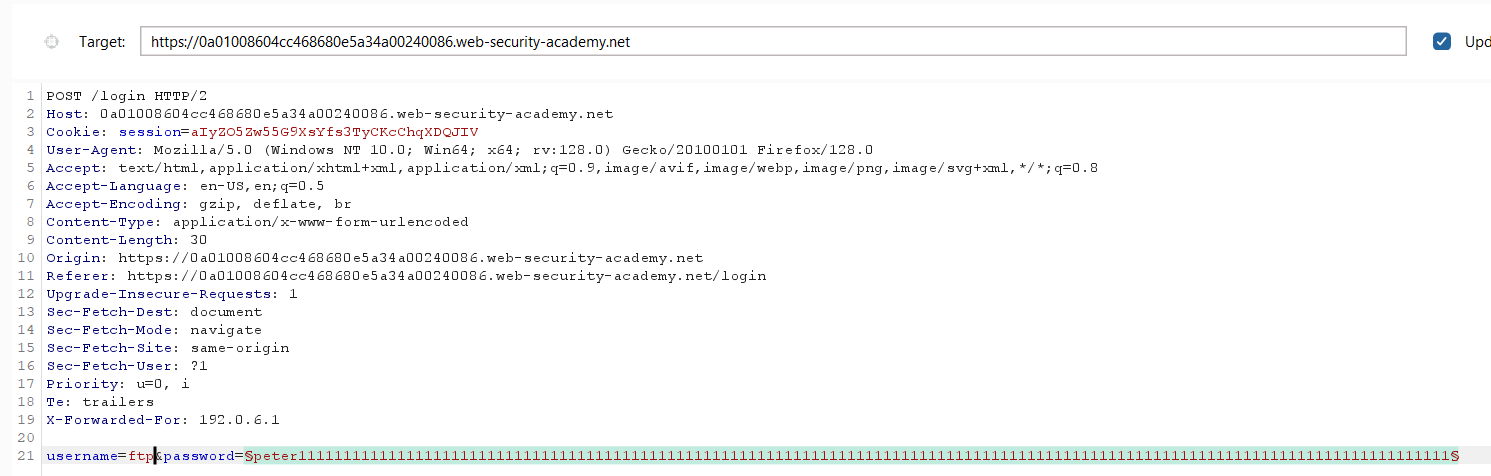 Target: https://0a01008604cc468680e5a34a00240086.web-security-academy.net Upd
1 POST /login HTTP/2
2 Host: 0a01008604cc468680e5a34a00240086.web-security-academy.net
3 Cookie: session=aIyZO5Zw55G9XsYfs3TyCKcChqXDQJIV
4 User-Agent: Mozilla/5.0 (Windows NT 10.0; Win64; x64; rv:128.0) Gecko/20100101 Firefox/128.0
5 Accept: text/html,application/xhtml+xml,application/xml;q=0.9,image/avif,image/webp,image/png,image/svg+xml,*/*;q=0.8
6 Accept-Language: en-US,en;q=0.5
7 Accept-Encoding: gzip, deflate, br
8 Content-Type: application/x-www-form-urlencoded
9 Content-Length: 30
10 Origin: https://0a01008604cc468680e5a34a00240086.web-security-academy.net
11 Referer: https://0a01008604cc468680e5a34a00240086.web-security-academy.net/login
12 Upgrade-Insecure-Requests: 1
13 Sec-Fetch-Dest: document
14 Sec-Fetch-Mode: navigate
15 Sec-Fetch-Site: same-origin
16 Sec-Fetch-User: ?1
17 Priority: u=0, i
18 Te: trailers
19 X-Forwarded-For: 192.0.6.1
20
21 username=ftp&password=